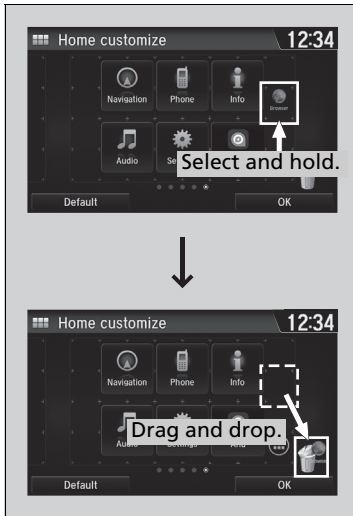 Home customize 12:34
Navigation Phone Info Browser
Select and hold.
Audio
Default OK
Home customize 12:34
Navigation Phone Info
Drag and drop.
Default OK